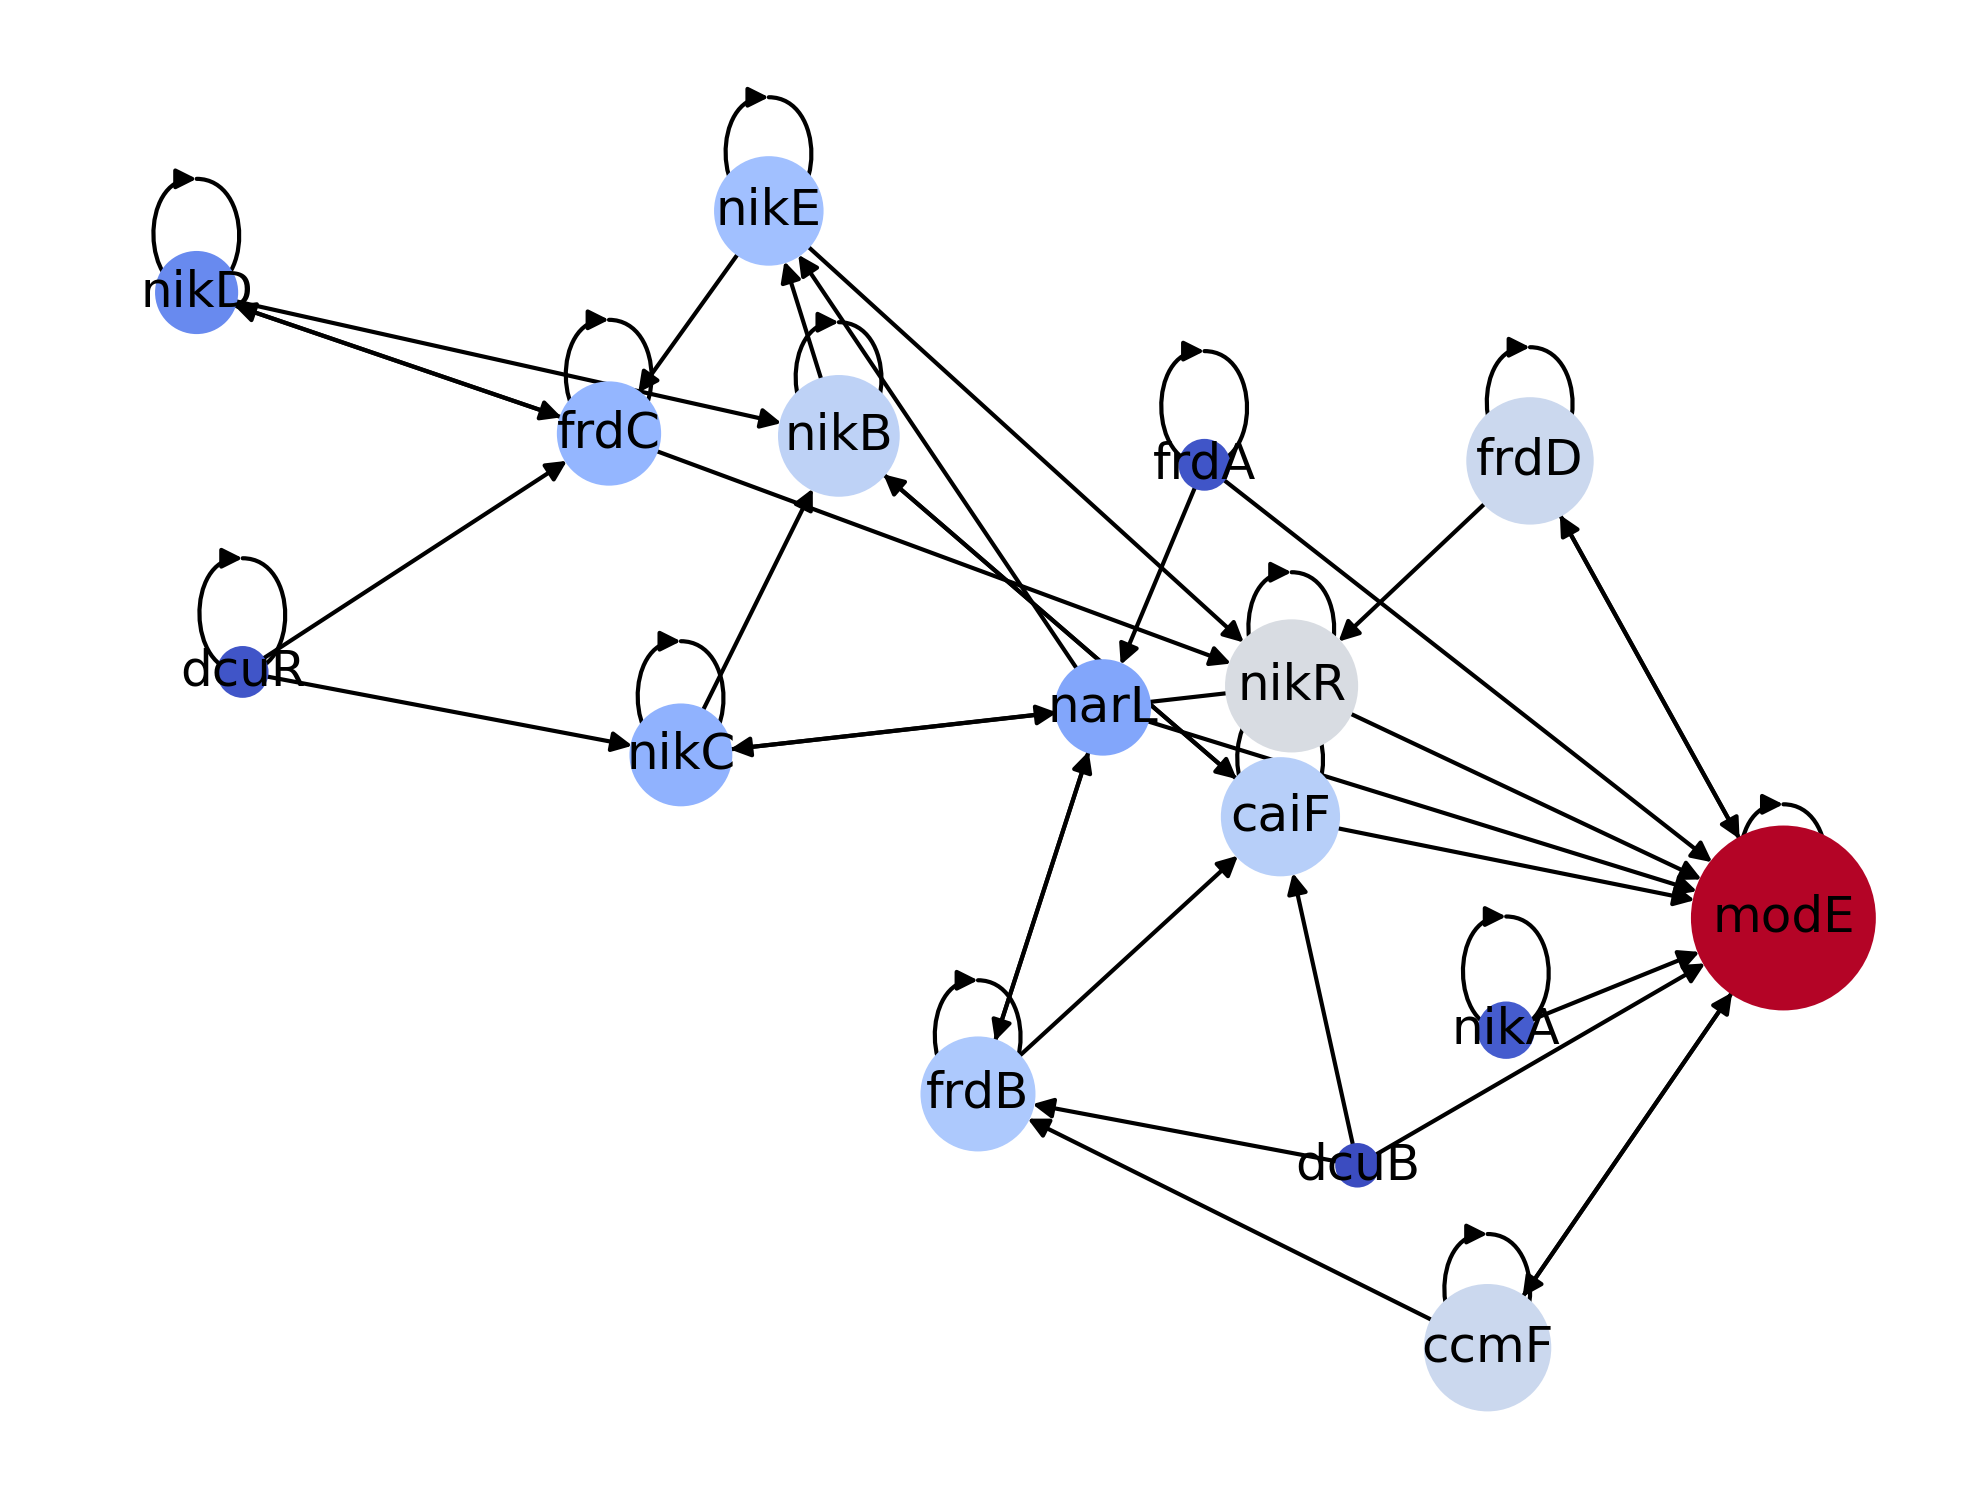 nikE
nikD
frdC
nikB
frdA
frdD
dcuR
nikR
narL
nikC
caiF
modE
nikA
frdB
dcuB
ccmF